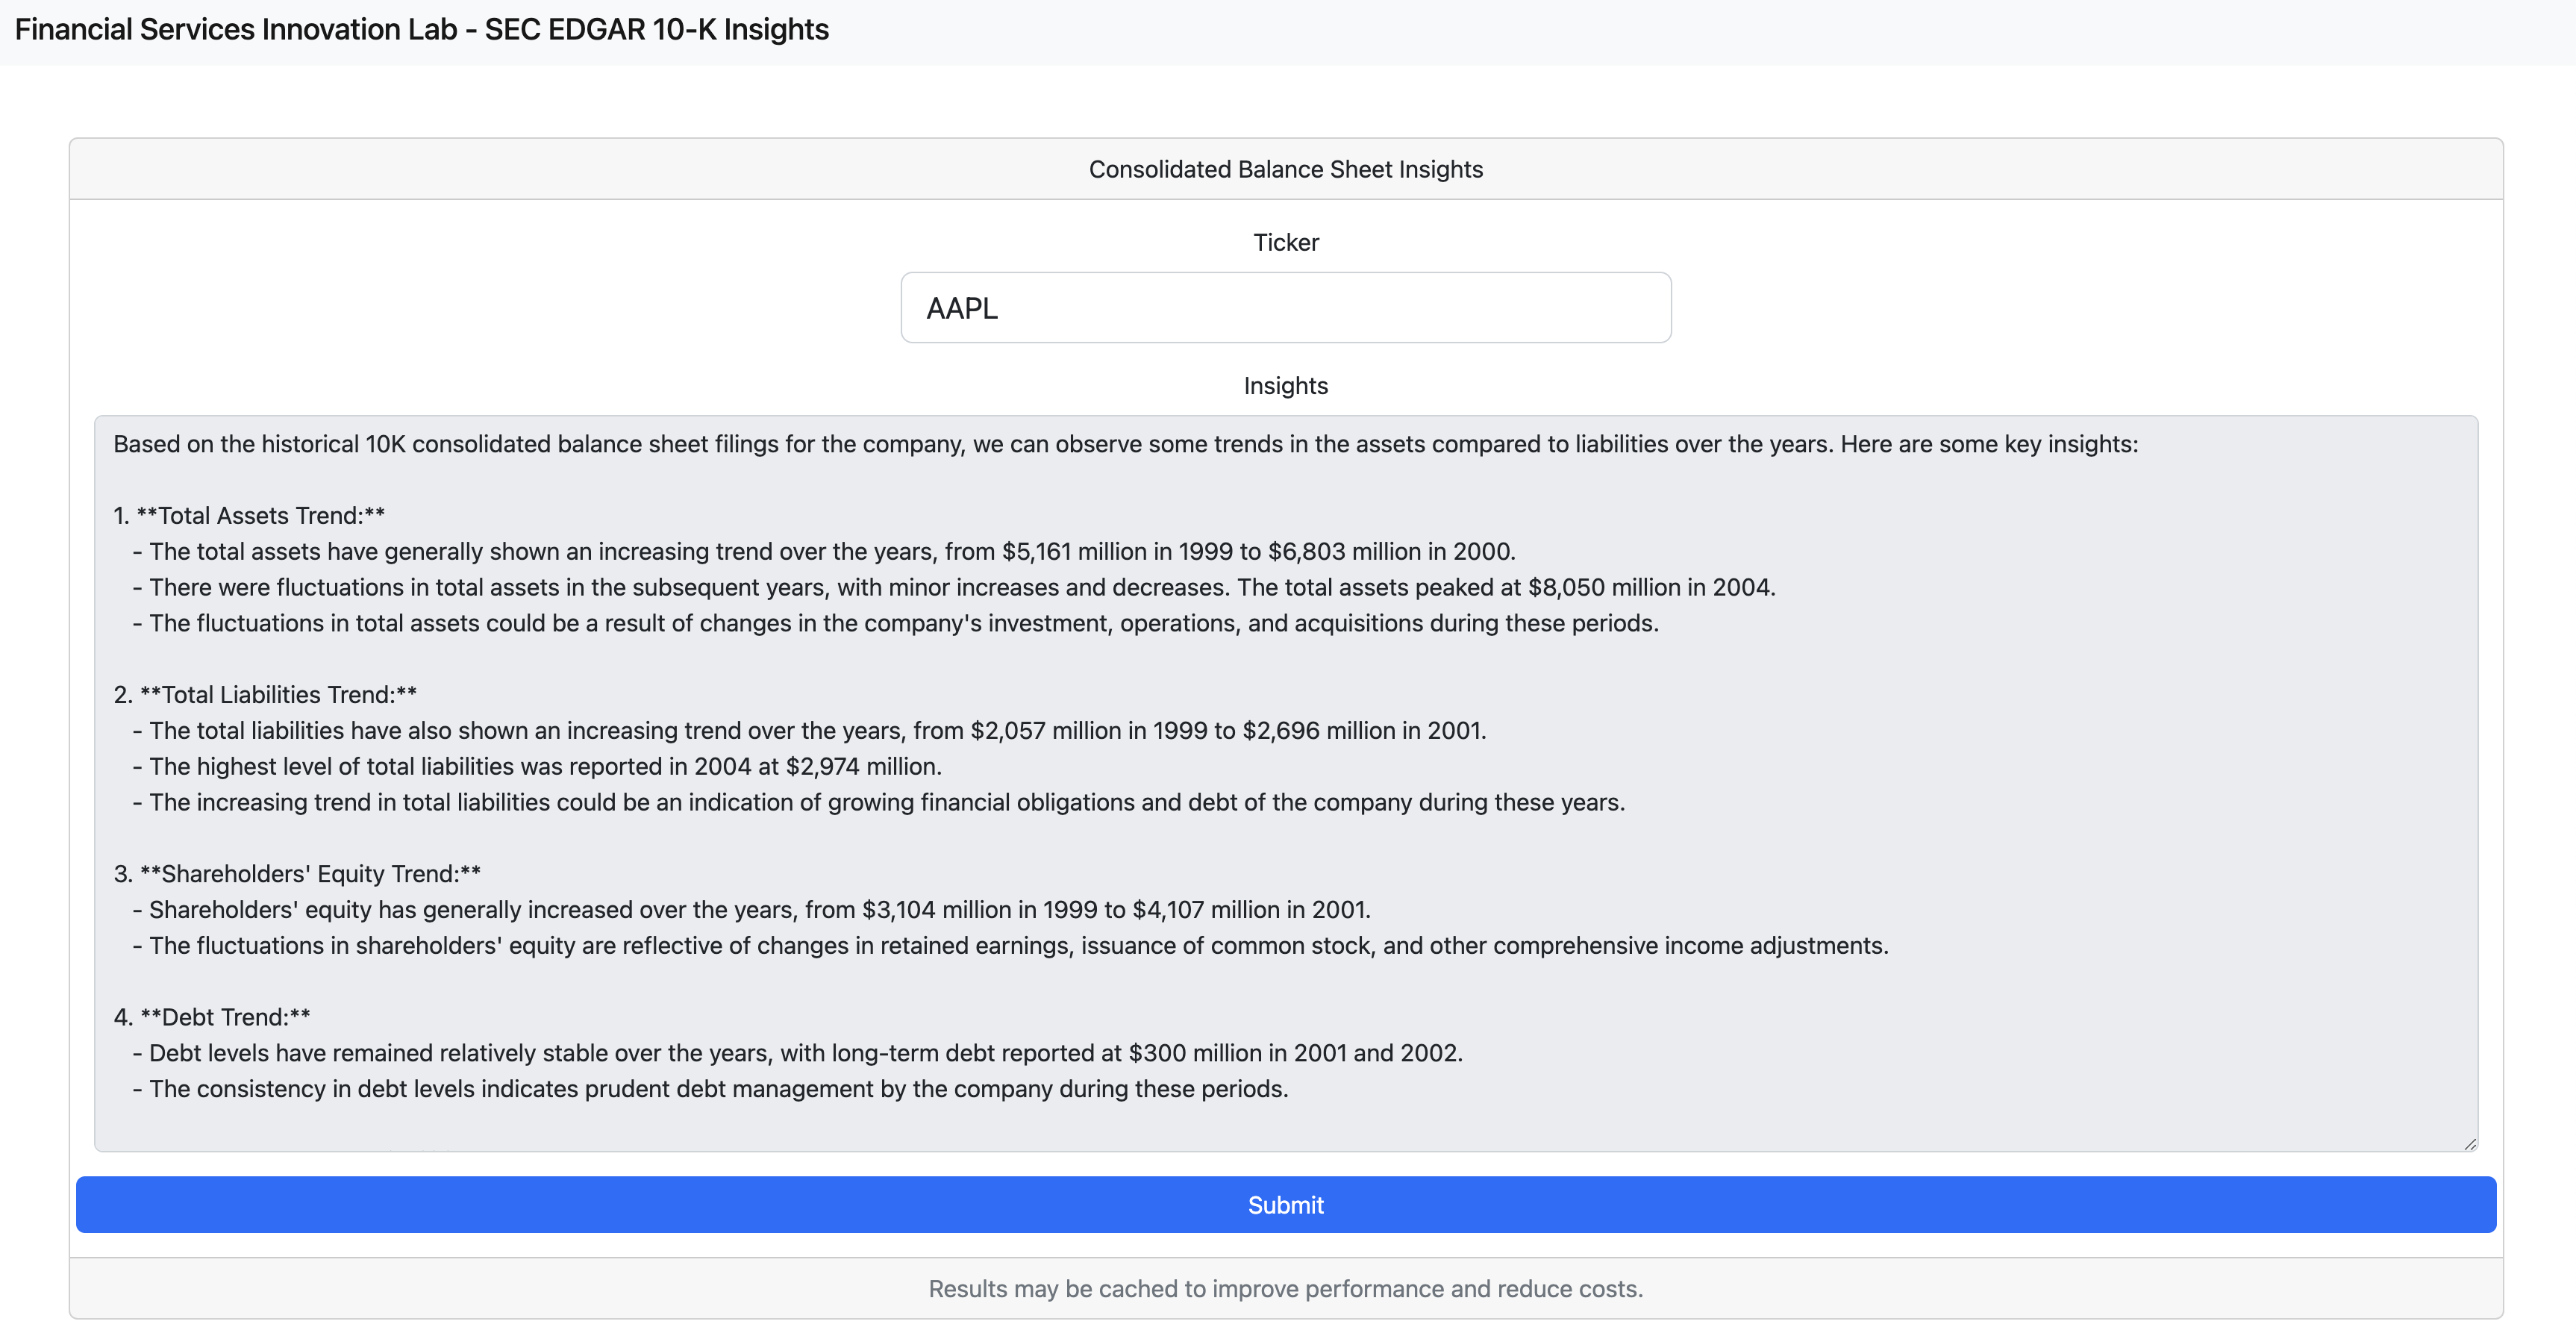 Financial Services Innovation Lab - SEC EDGAR 10-K Insights
Consolidated Balance Sheet Insights
Ticker
AAPL
Insights
Based on the historical 10K consolidated balance sheet filings for the company, we can observe some trends in the assets compared to liabilities over the years. Here are some key insights:
1. **Total Assets Trend:**
- The total assets have generally shown an increasing trend over the years, from $5,161 million in 1999 to $6,803 million in 2000.
- There were fluctuations in total assets in the subsequent years, with minor increases and decreases. The total assets peaked at $8,050 million in 2004.
- The fluctuations in total assets could be a result of changes in the company's investment, operations, and acquisitions during these periods.
2. **Total Liabilities Trend:**
- The total liabilities have also shown an increasing trend over the years, from $2,057 million in 1999 to $2,696 million in 2001.
- The highest level of total liabilities was reported in 2004 at $2,974 million.
- The increasing trend in total liabilities could be an indication of growing financial obligations and debt of the company during these years.
3. **Shareholders' Equity Trend:**
- Shareholders' equity has generally increased over the years, from $3,104 million in 1999 to $4,107 million in 2001.
- The fluctuations in shareholders' equity are reflective of changes in retained earnings, issuance of common stock, and other comprehensive income adjustments.
4. **Debt Trend:**
- Debt levels have remained relatively stable over the years, with long-term debt reported at $300 million in 2001 and 2002.
- The consistency in debt levels indicates prudent debt management by the company during these periods.
Submit
Results may be cached to improve performance and reduce costs.